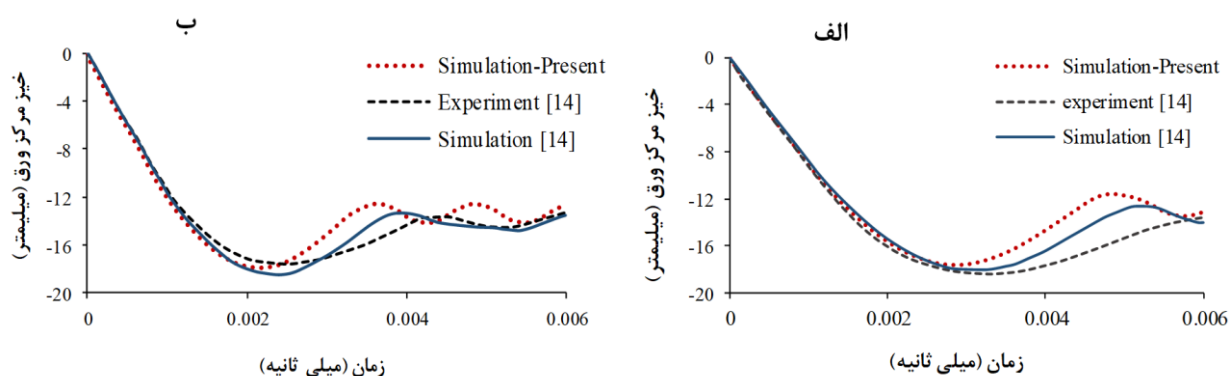 ب
خیز مرکز ورق (میلیمتر)
0
-4
-8
-12
-16
-20
Simulation-Present
Experiment [14]
Simulation [14]
0
0.002
0.004
0.006
زمان (میلی ثانیه)
الف
خیز مرکز ورق (میلیمتر)
0
-4
-8
-12
-16
-20
Simulation-Present
experiment [14]
Simulation [14]
0
0.002
0.004
0.006
زمان (میلی ثانیه)